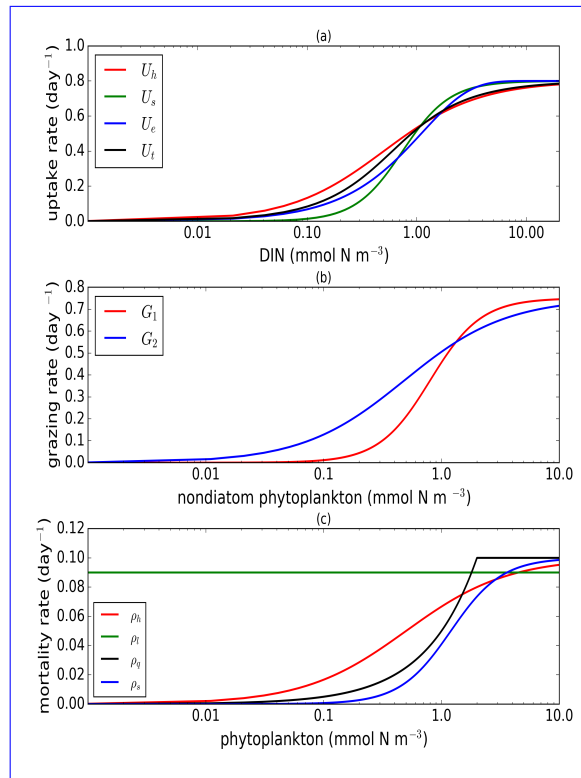 (a)
uptake rate (day⁻¹)
1.0
0.8
0.6
0.4
0.2
0.0
U_h
U_s
U_e
U_t
0.01 0.10 1.00 10.00
DIN (mmol N m⁻³)
(b)
grazing rate (day⁻¹)
0.8
0.7
0.6
0.5
0.4
0.3
0.2
0.1
0.0
G₁
G₂
0.01 0.1 1.0 10.0
nondiatom phytoplankton (mmol N m⁻³)
(c)
mortality rate (day⁻¹)
0.12
0.10
0.08
0.06
0.04
0.02
0.00
ρ_h
ρ_l
ρ_q
ρ_s
0.01 0.1 1.0 10.0
phytoplankton (mmol N m⁻³)